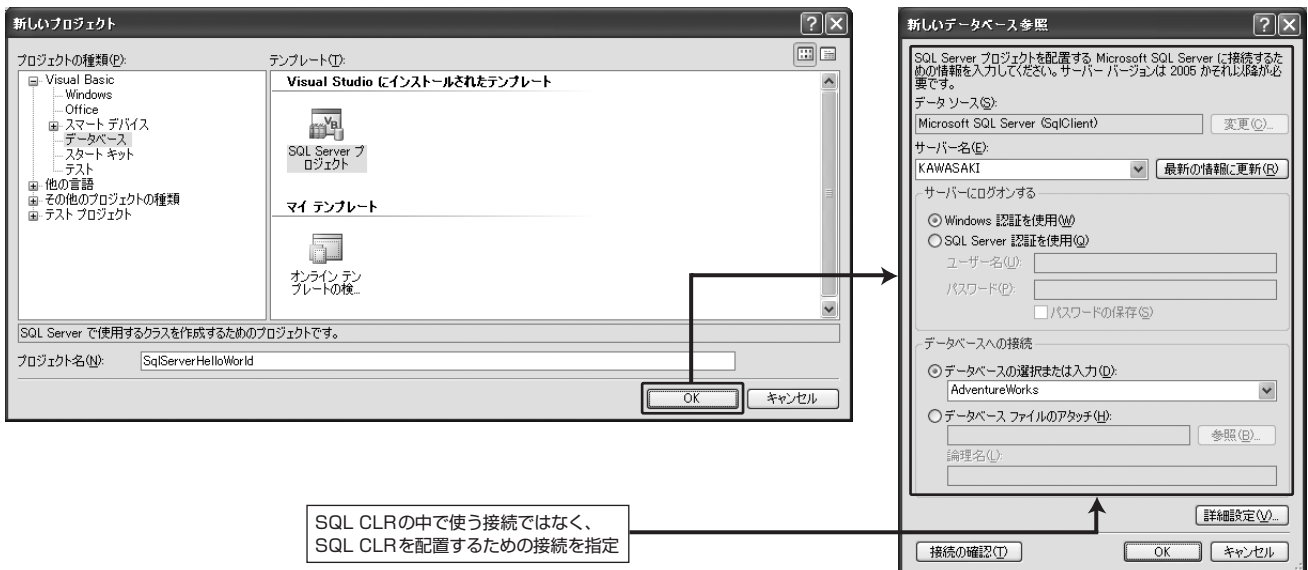 新しいプロジェクト
プロジェクトの種類(P):
Visual Basic
Windows
Office
スマート デバイス
データベース
スタート キット
テスト
他の言語
その他のプロジェクトの種類
テスト プロジェクト
テンプレート(T):
Visual Studio にインストールされたテンプレート
SQL Server プ
ロジェクト
マイ テンプレート
オンライン テン
プレートの検...
SQL Server で使用するクラスを作成するためのプロジェクトです。
プロジェクト名(N):
SqlServerHelloWorld
OK
キャンセル
新しいデータベース参照
SQL Server プロジェクトを配置する Microsoft SQL Server に接続するた
めの情報を入力してください。サーバー バージョンは 2005 かそれ以降が必
要です。
データ ソース(S):
Microsoft SQL Server (SqlClient)
変更(C)...
サーバー名(E):
KAWASAKI
最新の情報に更新(R)
サーバーにログオンする
Windows 認証を使用(W)
SQL Server 認証を使用(Q)
ユーザー名(U):
パスワード(P):
パスワードの保存(S)
データベースへの接続
データベースの選択または入力(D):
AdventureWorks
データベース ファイルのアタッチ(H):
参照(B)...
論理名(L):
詳細設定(V)...
接続の確認(T)
OK
キャンセル
SQL CLRの中で使う接続ではなく、
SQL CLRを配置するための接続を指定